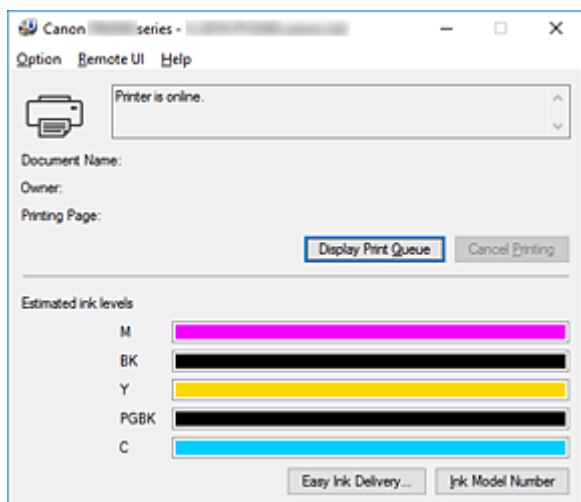 Canon series -
Option Remote UI Help
Printer is online.
Document Name:
Owner:
Printing Page:
Display Print Queue Cancel Printing
Estimated ink levels
M
BK
Y
PGBK
C
Easy Ink Delivery... Ink Model Number